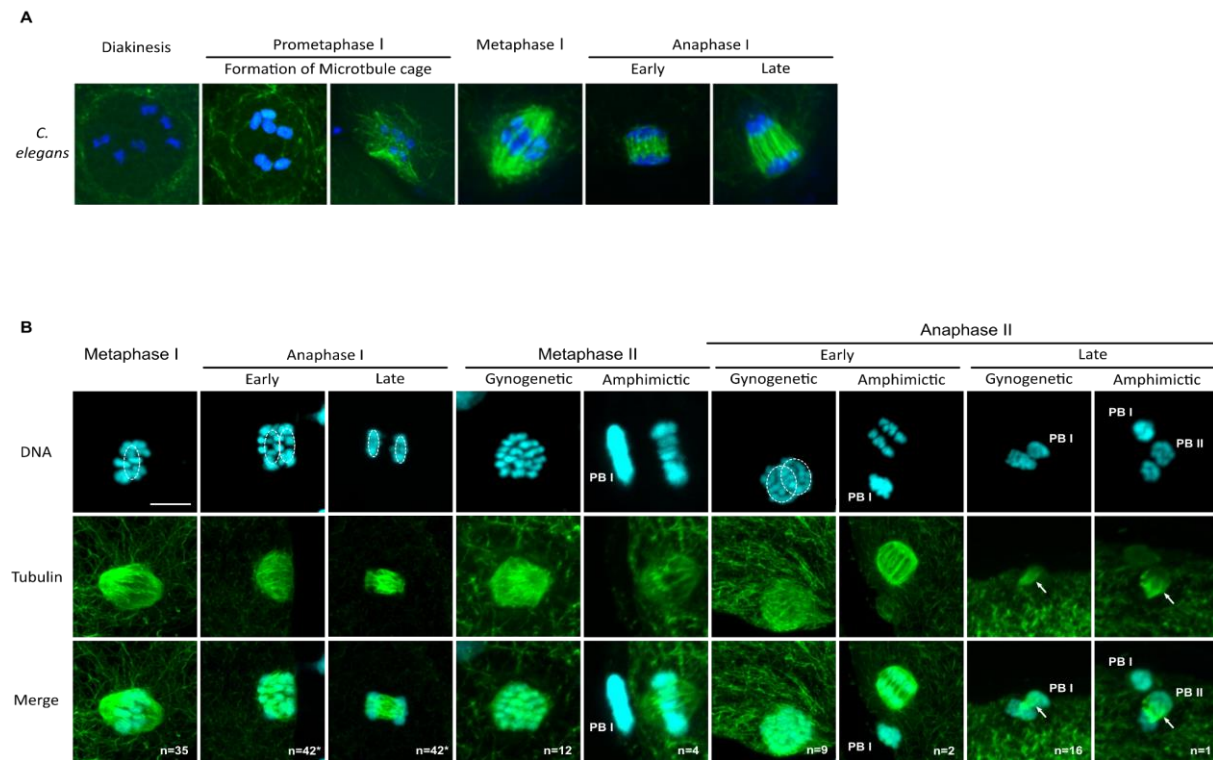 A
Diakinesis Prometaphase I Metaphase I Anaphase I
Formation of Microtbule cage Early Late
C.
elegans
B
Anaphase II
Metaphase I Anaphase I Metaphase II Early Late
Early Late Gynogenetic Amphimictic Gynogenetic Amphimictic Gynogenetic Amphimictic
DNA PB I PB I PB I PB I PB II
Tubulin
Merge PB I PB I PB I PB I PB II
n=35 n=42* n=42* n=12 n=4 n=9 n=2 n=16 n=1